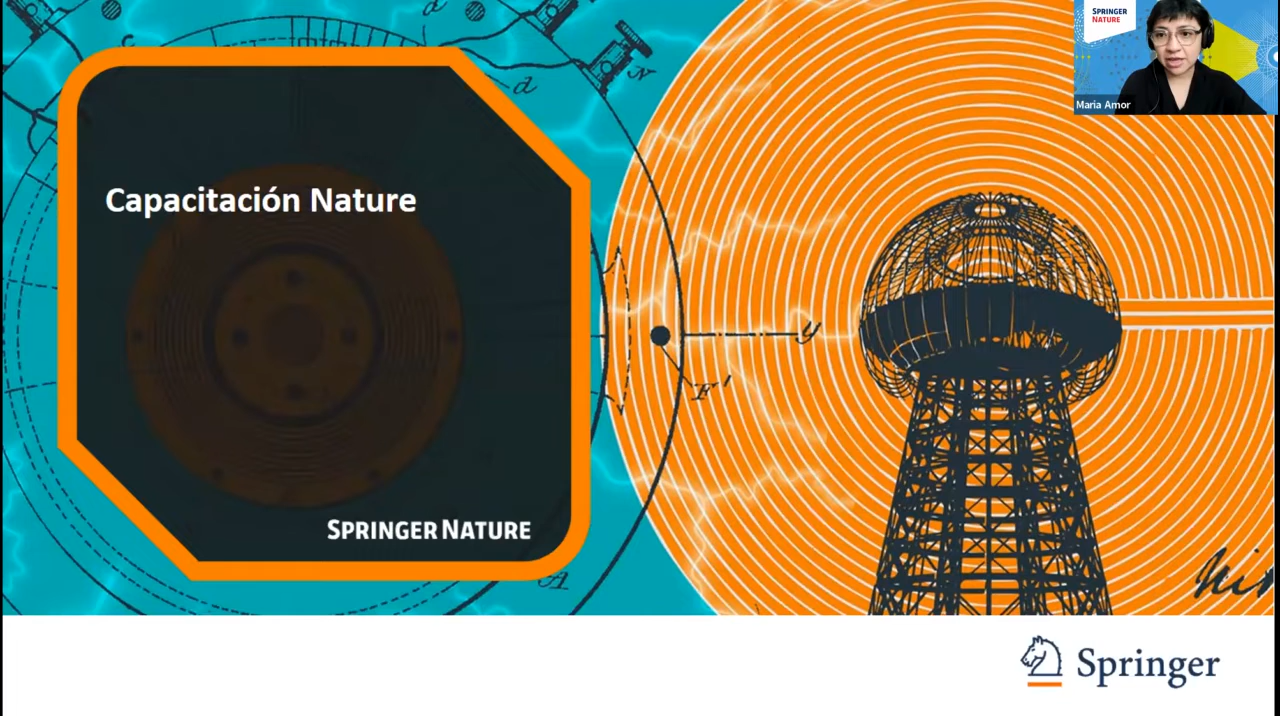 SPRINGER
NATURE
Maria Amor
d
c
d
N
Capacitación Nature
y
F'
SPRINGER NATURE
A
Springer